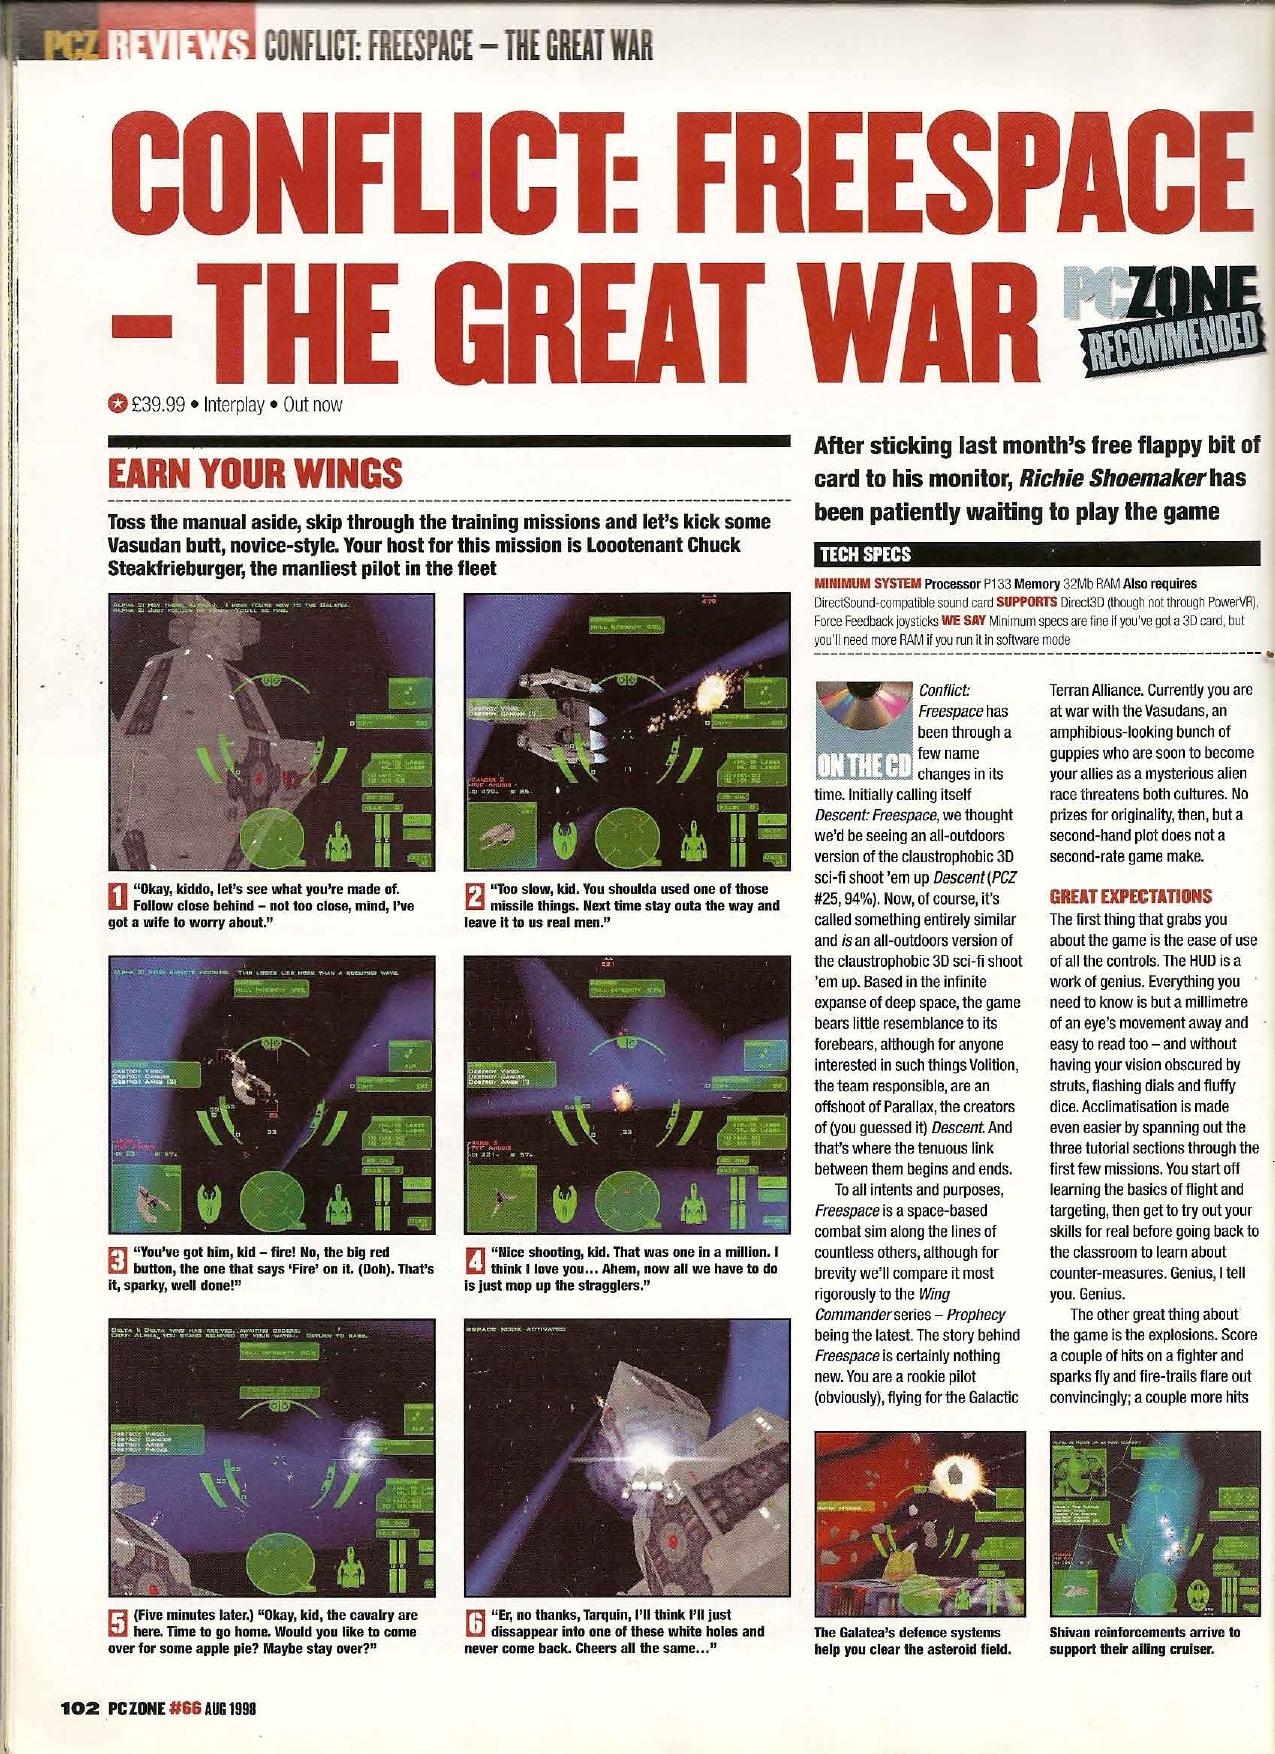 PCZ REVIEWS CONFLICT: FREESPACE – THE GREAT WAR
CONFLICT: FREESPACE
– THE GREAT WAR
PCZONE
RECOMMENDED
£39.99 • Interplay • Out now
EARN YOUR WINGS
Toss the manual aside, skip through the training missions and let's kick some
Vasudan butt, novice-style. Your host for this mission is Loootenant Chuck
Steakfrieburger, the manliest pilot in the fleet
1 "Okay, kiddo, let's see what you're made of.
Follow close behind – not too close, mind, I've
got a wife to worry about."
2 "Too slow, kid. You shoulda used one of those
missile things. Next time stay outa the way and
leave it to us real men."
3 "You've got him, kid – fire! No, the big red
button, the one that says 'Fire' on it. (Doh). That's
it, sparky, well done!"
4 "Nice shooting, kid. That was one in a million. I
think I love you... Ahem, now all we have to do
is just mop up the stragglers."
5 (Five minutes later.) "Okay, kid, the cavalry are
here. Time to go home. Would you like to come
over for some apple pie? Maybe stay over?"
6 "Er, no thanks, Tarquin, I'll think I'll just
dissappear into one of these white holes and
never come back. Cheers all the same..."
After sticking last month's free flappy bit of
card to his monitor, Richie Shoemaker has
been patiently waiting to play the game
TECH SPECS
MINIMUM SYSTEM Processor P133 Memory 32Mb RAM Also requires
DirectSound-compatible sound card SUPPORTS Direct3D (though not through PowerVR),
Force Feedback joysticks WE SAY Minimum specs are fine if you've got a 3D card, but
you'll need more RAM if you run it in software mode
ON THE CD
Conflict:
Freespace has
been through a
few name
changes in its
time. Initially calling itself
Descent: Freespace, we thought
we'd be seeing an all-outdoors
version of the claustrophobic 3D
sci-fi shoot 'em up Descent (PCZ
#25, 94%). Now, of course, it's
called something entirely similar
and is an all-outdoors version of
the claustrophobic 3D sci-fi shoot
'em up. Based in the infinite
expanse of deep space, the game
bears little resemblance to its
forebears, although for anyone
interested in such things Volition,
the team responsible, are an
offshoot of Parallax, the creators
of (you guessed it) Descent. And
that's where the tenuous link
between them begins and ends.
To all intents and purposes,
Freespace is a space-based
combat sim along the lines of
countless others, although for
brevity we'll compare it most
rigorously to the Wing
Commander series – Prophecy
being the latest. The story behind
Freespace is certainly nothing
new. You are a rookie pilot
(obviously), flying for the Galactic
Terran Alliance. Currently you are
at war with the Vasudans, an
amphibious-looking bunch of
guppies who are soon to become
your allies as a mysterious alien
race threatens both cultures. No
prizes for originality, then, but a
second-hand plot does not a
second-rate game make.
GREAT EXPECTATIONS
The first thing that grabs you
about the game is the ease of use
of all the controls. The HUD is a
work of genius. Everything you
need to know is but a millimetre
of an eye's movement away and
easy to read too – and without
having your vision obscured by
struts, flashing dials and fluffy
dice. Acclimatisation is made
even easier by spanning out the
three tutorial sections through the
first few missions. You start off
learning the basics of flight and
targeting, then get to try out your
skills for real before going back to
the classroom to learn about
counter-measures. Genius, I tell
you. Genius.
The other great thing about
the game is the explosions. Score
a couple of hits on a fighter and
sparks fly and fire-trails flare out
convincingly; a couple more hits
The Galatea's defence systems
help you clear the asteroid field.
Shivan reinforcements arrive to
support their ailing cruiser.
102 PCZONE #66 AUG 1998